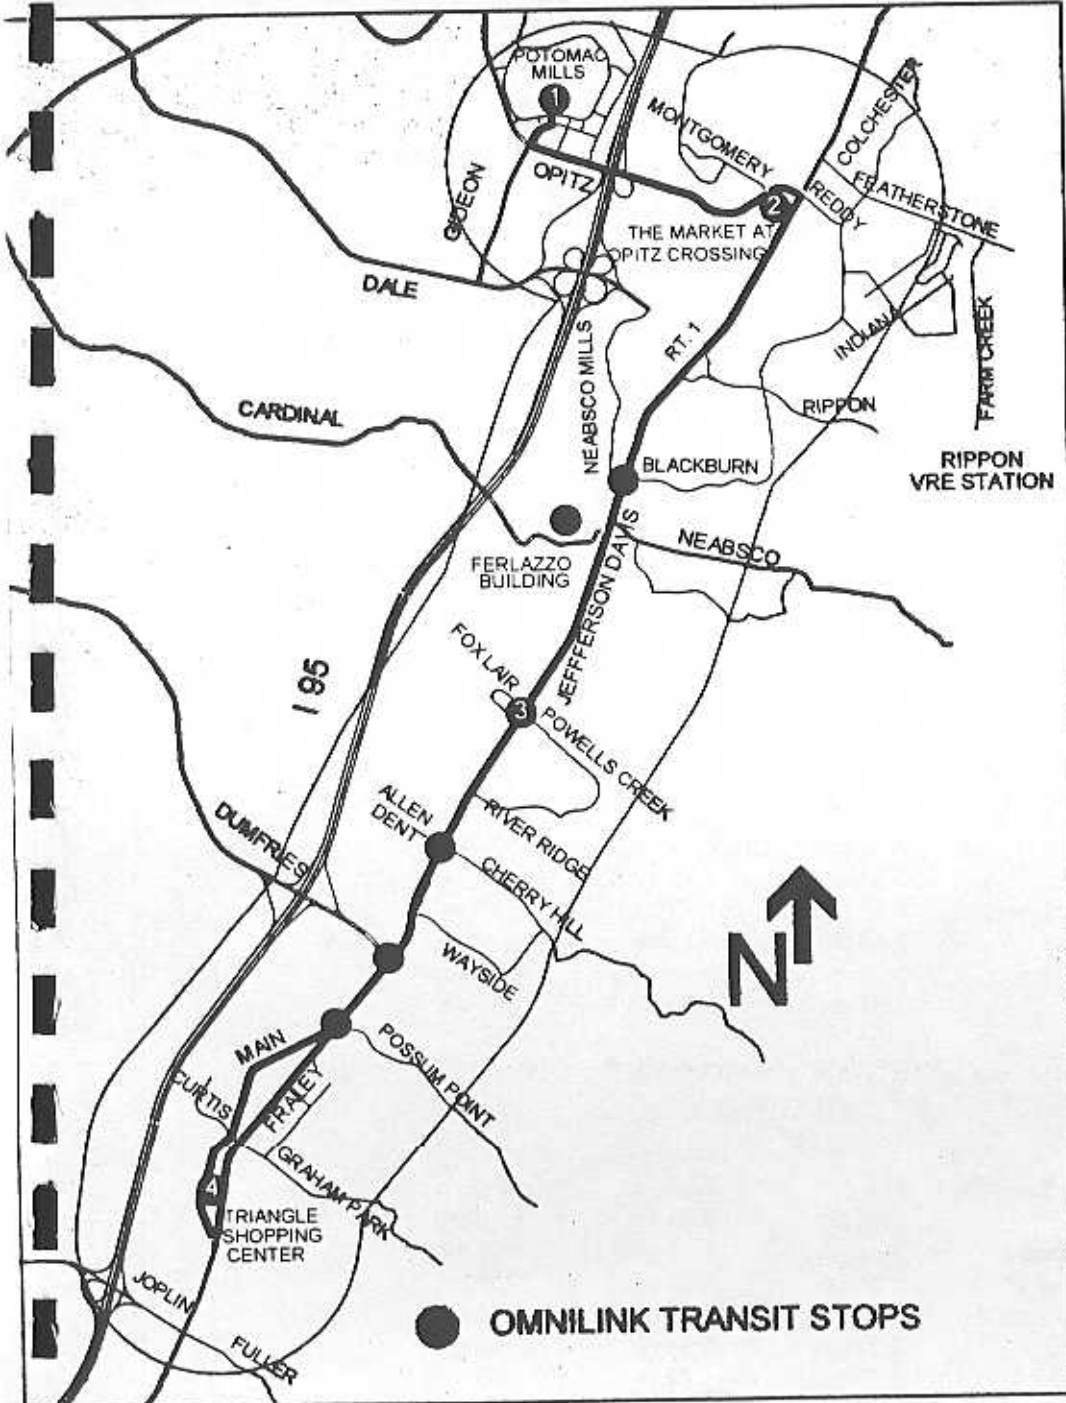 POTOMAC
MILLS
1
MONTGOMERY
COLCHESTER
OPITZ
GIDEON
2
REDDY
FEATHERSTONE
THE MARKET AT
OPITZ CROSSING
DALE
RT. 1
INDIANA
FARM CREEK
NEABSCO MILLS
CARDINAL
RIPPON
BLACKBURN
RIPPON
VRE STATION
FERLAZZO
BUILDING
NEABSCO
JEFFFERSON DAVIS
FOX LAIR
I 95
3
POWELLS CREEK
ALLEN
DENT
RIVER RIDGE
DUMFRIES
CHERRY HILL
WAYSIDE
N
MAIN
POSSUM POINT
CURTIS
FRALEY
GRAHAM PARK
4
TRIANGLE
SHOPPING
CENTER
JOPLIN
FULLER
OMNILINK TRANSIT STOPS